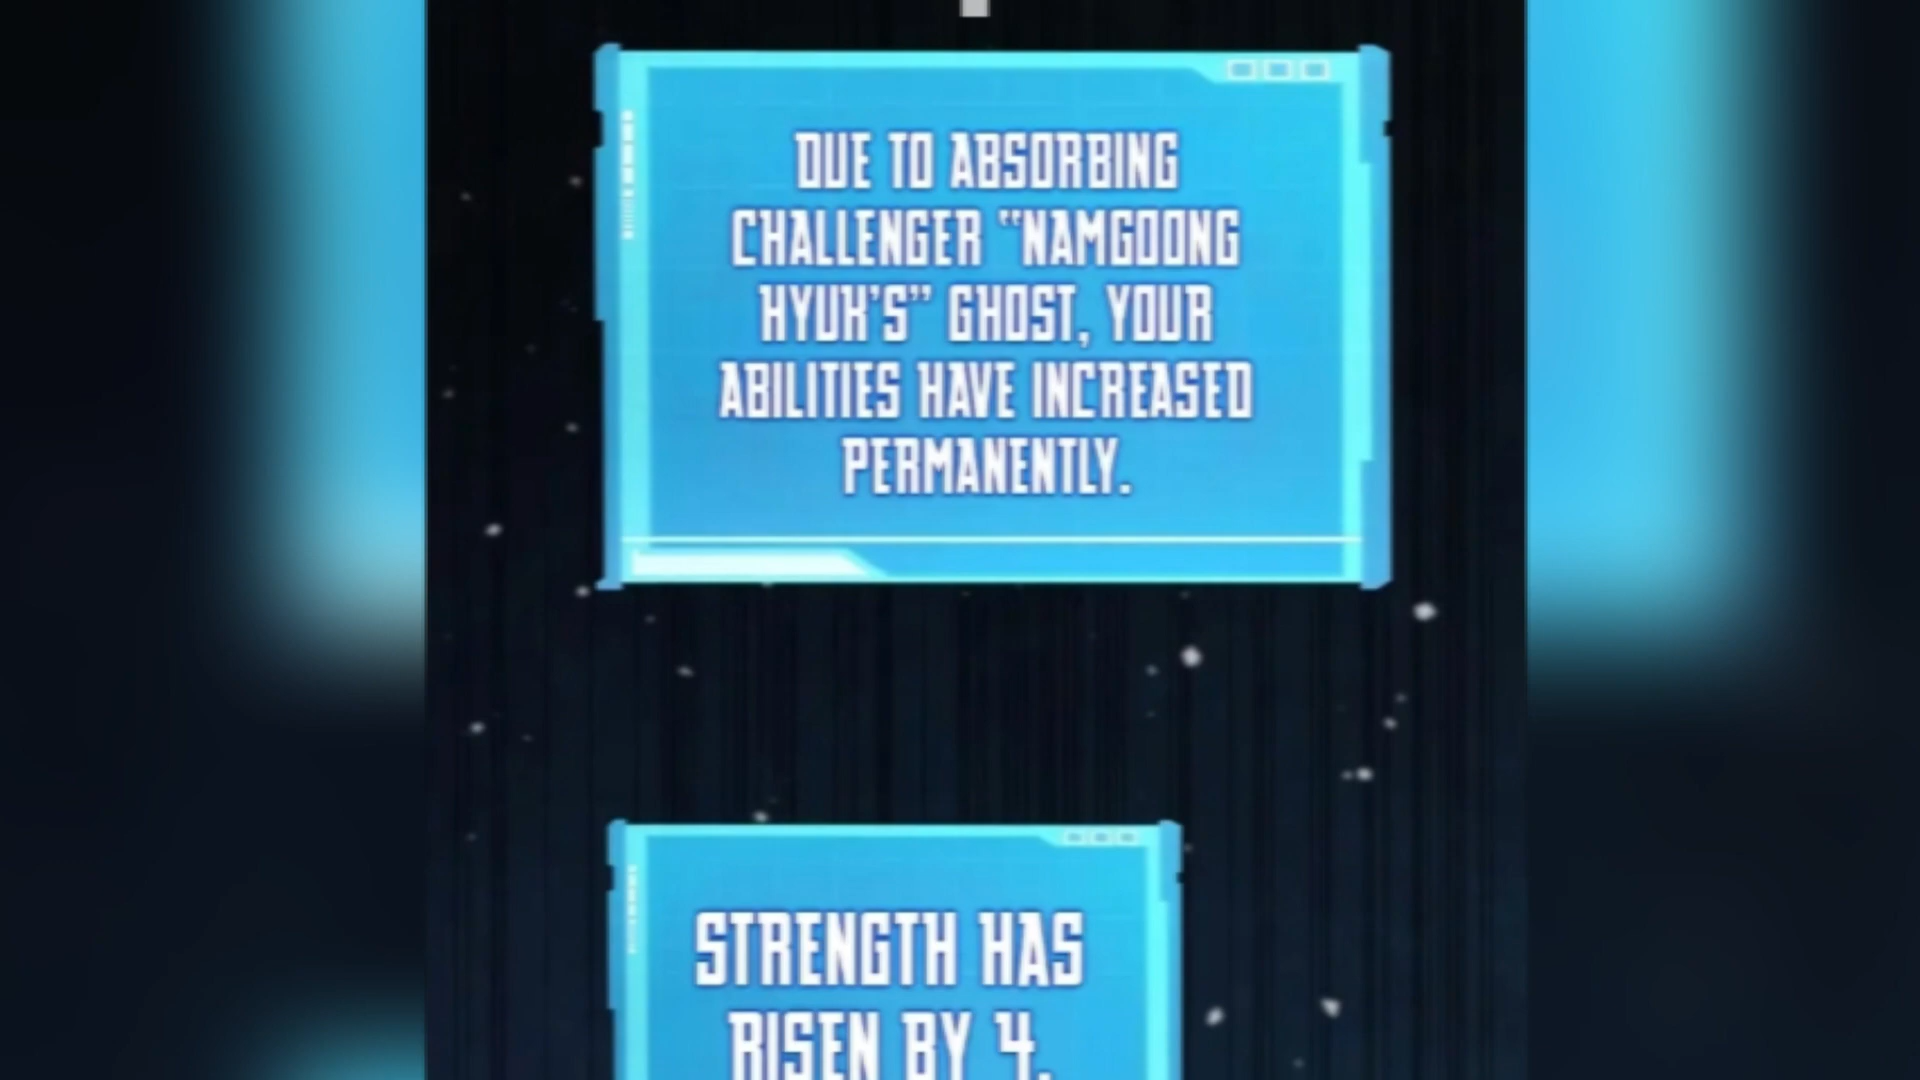 DUE TO ABSORBING
CHALLENGER “NAMGOONG
HYUK’S” GHOST, YOUR
ABILITIES HAVE INCREASED
PERMANENTLY.
STRENGTH HAS
RISEN BY 4.